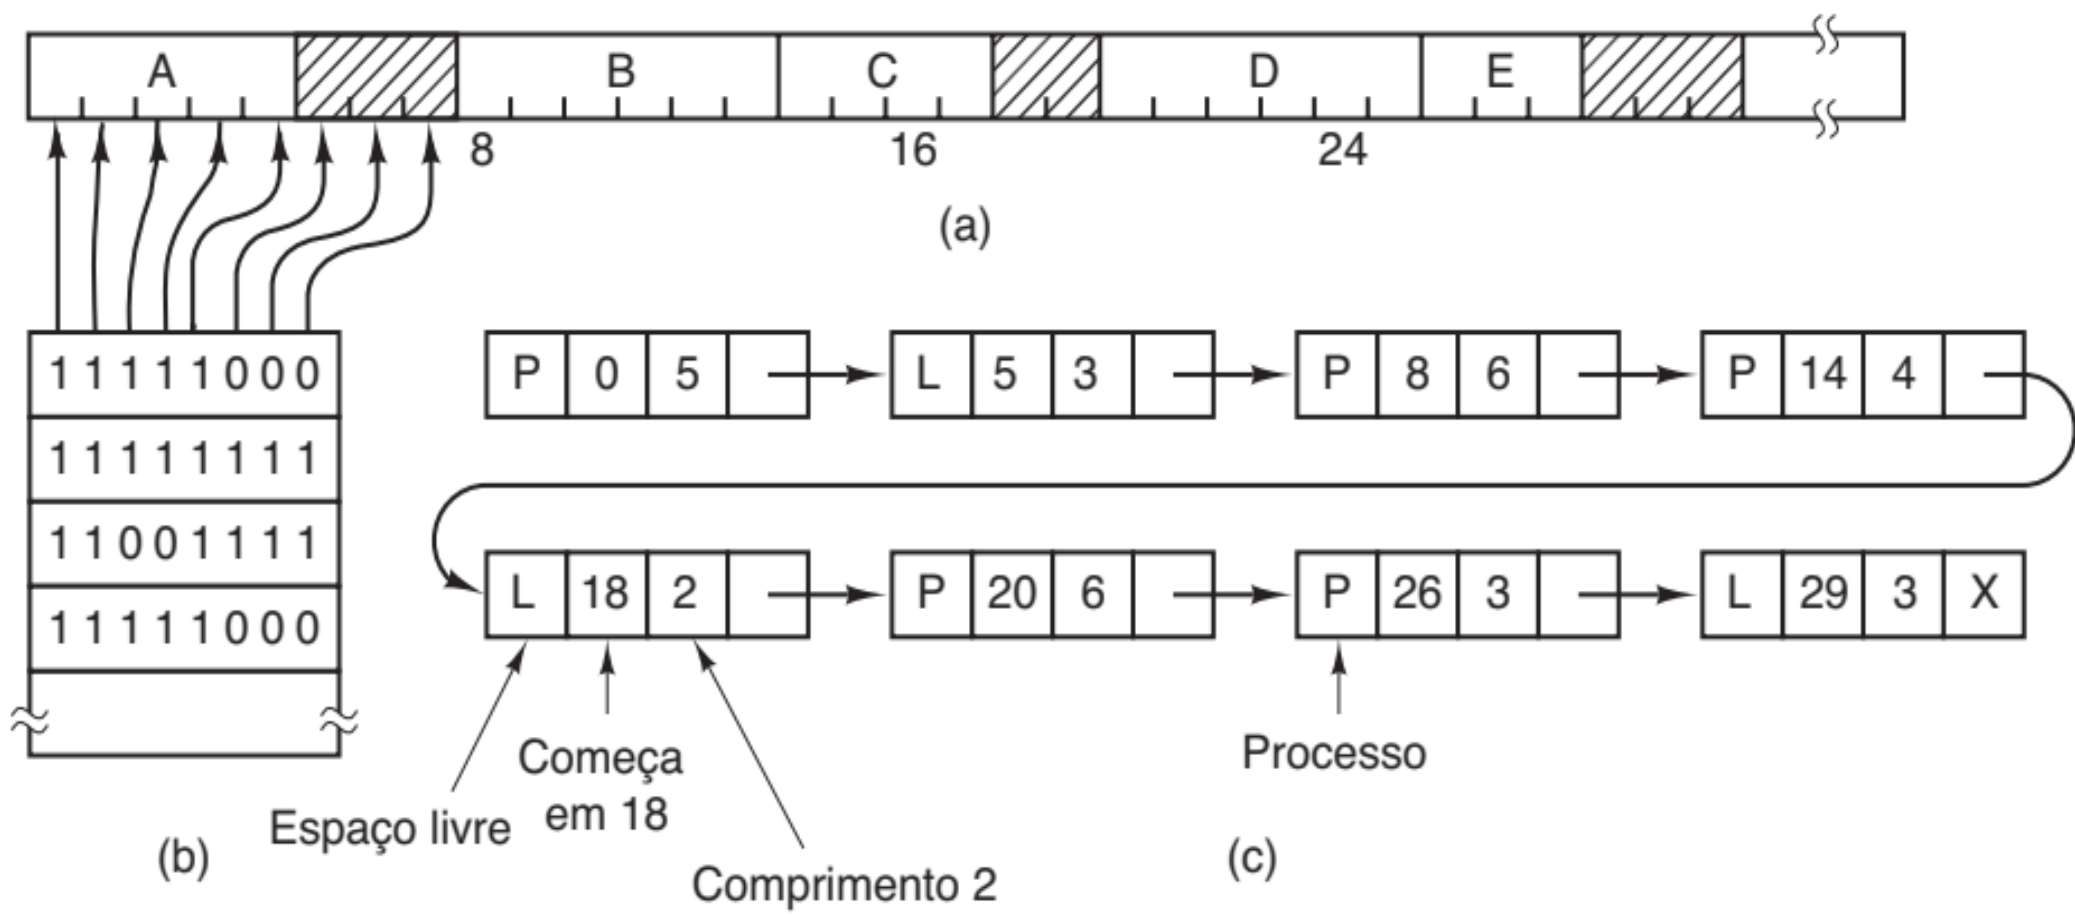 A B C D E
8 16 24
(a)
1 1 1 1 1 0 0 0
1 1 1 1 1 1 1 1
1 1 0 0 1 1 1 1
1 1 1 1 1 0 0 0
(b)
P 0 5 L 5 3 P 8 6 P 14 4
L 18 2 P 20 6 P 26 3 L 29 3 X
Espaço livre
Começa
em 18
Comprimento 2
Processo
(c)